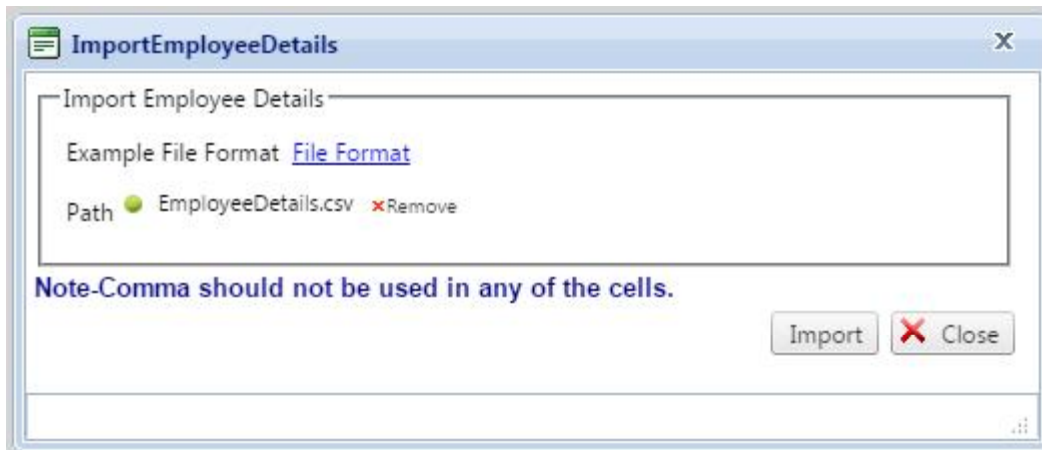 ImportEmployeeDetails
Import Employee Details
Example File Format File Format
Path EmployeeDetails.csv Remove
Note-Comma should not be used in any of the cells.
Import Close